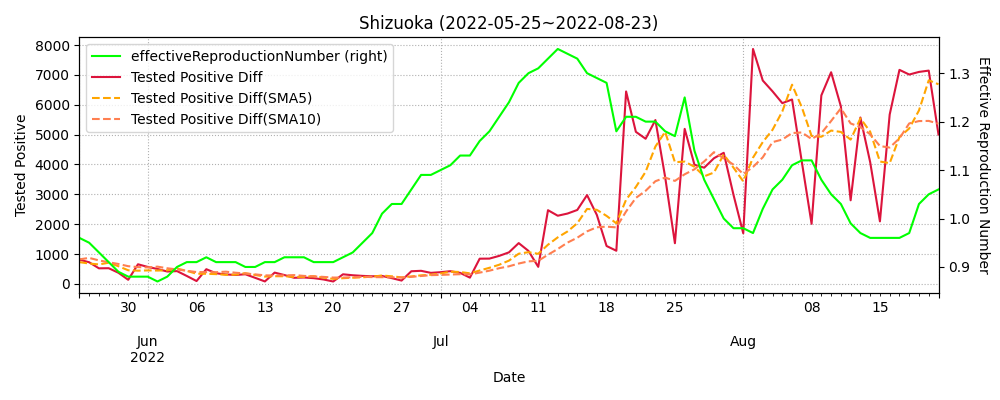 Shizuoka (2022-05-25~2022-08-23)
effectiveReproductionNumber (right)
Tested Positive Diff
Tested Positive Diff(SMA5)
Tested Positive Diff(SMA10)
Tested Positive
8000
7000
6000
5000
4000
3000
2000
1000
0
1.3
1.2
1.1
1.0
0.9
Effective Reproduction Number
30 06 13 20 27 04 11 18 25 08 15
Jun Jul Aug
2022
Date